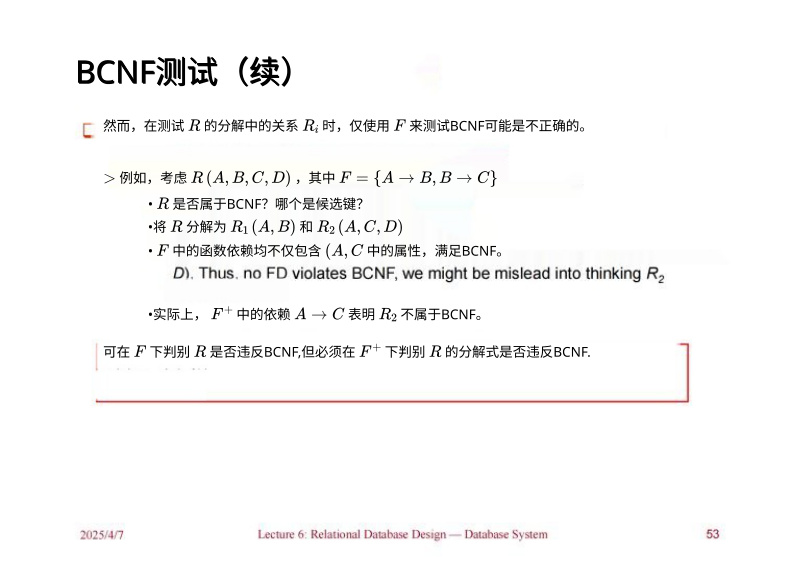 BCNF测试（续）
然而，在测试 R 的分解中的关系 Rᵢ 时，仅使用 F 来测试BCNF可能是不正确的。
> 例如，考虑 R (A, B, C, D) ，其中 F = {A → B, B → C}
• R 是否属于BCNF？哪个是候选键？
•将 R 分解为 R₁ (A, B) 和 R₂ (A, C, D)
• F 中的函数依赖均不仅包含 (A, C 中的属性，满足BCNF。
D). Thus, no FD violates BCNF, we might be mislead into thinking R₂
•实际上， F⁺ 中的依赖 A → C 表明 R₂ 不属于BCNF。
可在 F 下判别 R 是否违反BCNF,但必须在 F⁺ 下判别 R 的分解式是否违反BCNF.
2025/4/7
Lecture 6: Relational Database Design — Database System
53